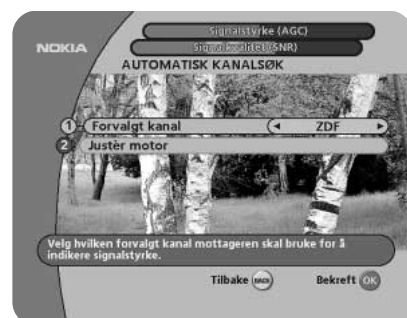 Signalstyrke (AGC)
NOKIA
Signalkvalitet (SNR)
AUTOMATISK KANALSØK
1 Forvalgt kanal ZDF
2 Justèr motor
Velg hvilken forvalgt kanal mottageren skal bruke for å
indikere signalstyrke.
Tilbake BACK Bekreft OK